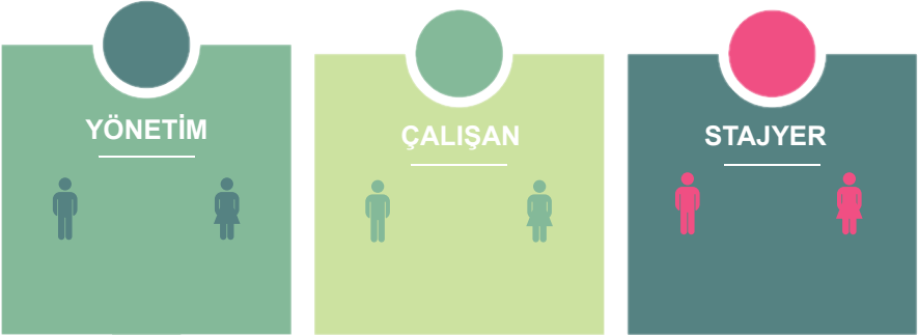 YÖNETİM
ÇALIŞAN
STAJYER